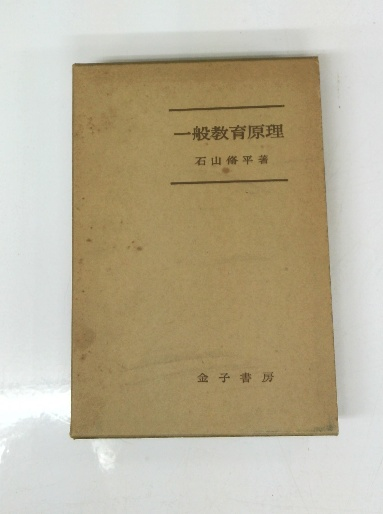 一般教育原理
石山脩平著
金子書房